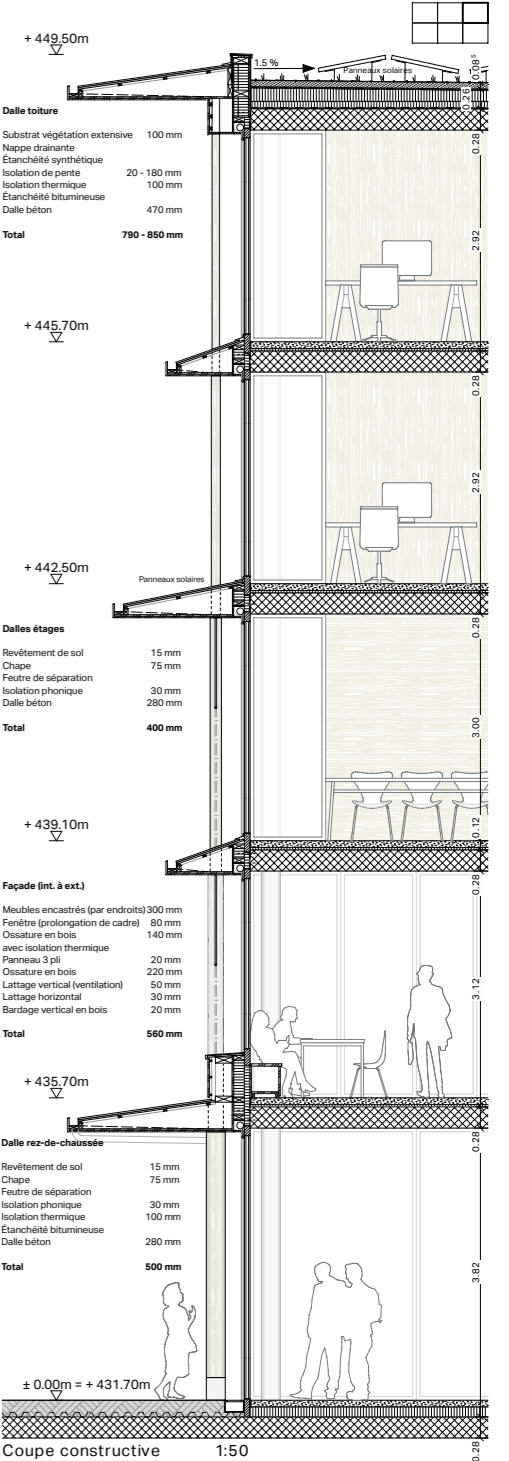 + 449.50m
1.5 %
Panneaux solaires
0.08⁵
0.26
0.28
Dalle toiture
Substrat végétation extensive 100 mm
Nappe drainante
Étanchéité synthétique
Isolation de pente 20 - 180 mm
Isolation thermique 100 mm
Étanchéité bitumineuse
Dalle béton 470 mm
Total 790 - 850 mm
2.92
+ 445.70m
0.28
2.92
+ 442.50m
Panneaux solaires
0.28
Dalles étages
Revêtement de sol 15 mm
Chape 75 mm
Feutre de séparation
Isolation phonique 30 mm
Dalle béton 280 mm
Total 400 mm
3.00
+ 439.10m
0.12
0.28
Façade (int. à ext.)
Meubles encastrés (par endroits) 300 mm
Fenêtre (prolongation de cadre) 80 mm
Ossature en bois 140 mm
avec isolation thermique
Panneau 3 pli 20 mm
Ossature en bois 220 mm
Lattage vertical (ventilation) 50 mm
Lattage horizontal 30 mm
Bardage vertical en bois 20 mm
Total 560 mm
3.12
+ 435.70m
0.28
Dalle rez-de-chaussée
Revêtement de sol 15 mm
Chape 75 mm
Feutre de séparation
Isolation phonique 30 mm
Isolation thermique 100 mm
Étanchéité bitumineuse
Dalle béton 280 mm
Total 500 mm
3.82
± 0.00m = + 431.70m
Coupe constructive 1:50
0.28